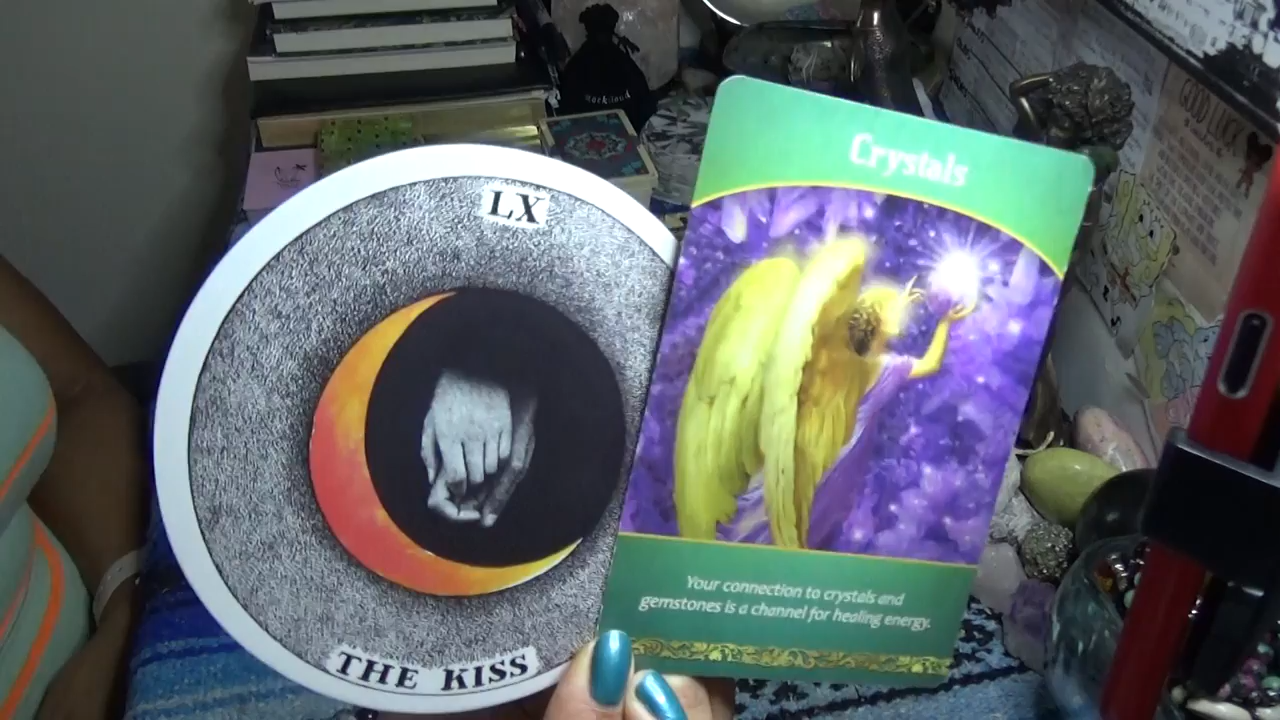 LX
THE KISS
Crystals
Your connection to crystals and
gemstones is a channel for healing energy.
GOOD LUCK